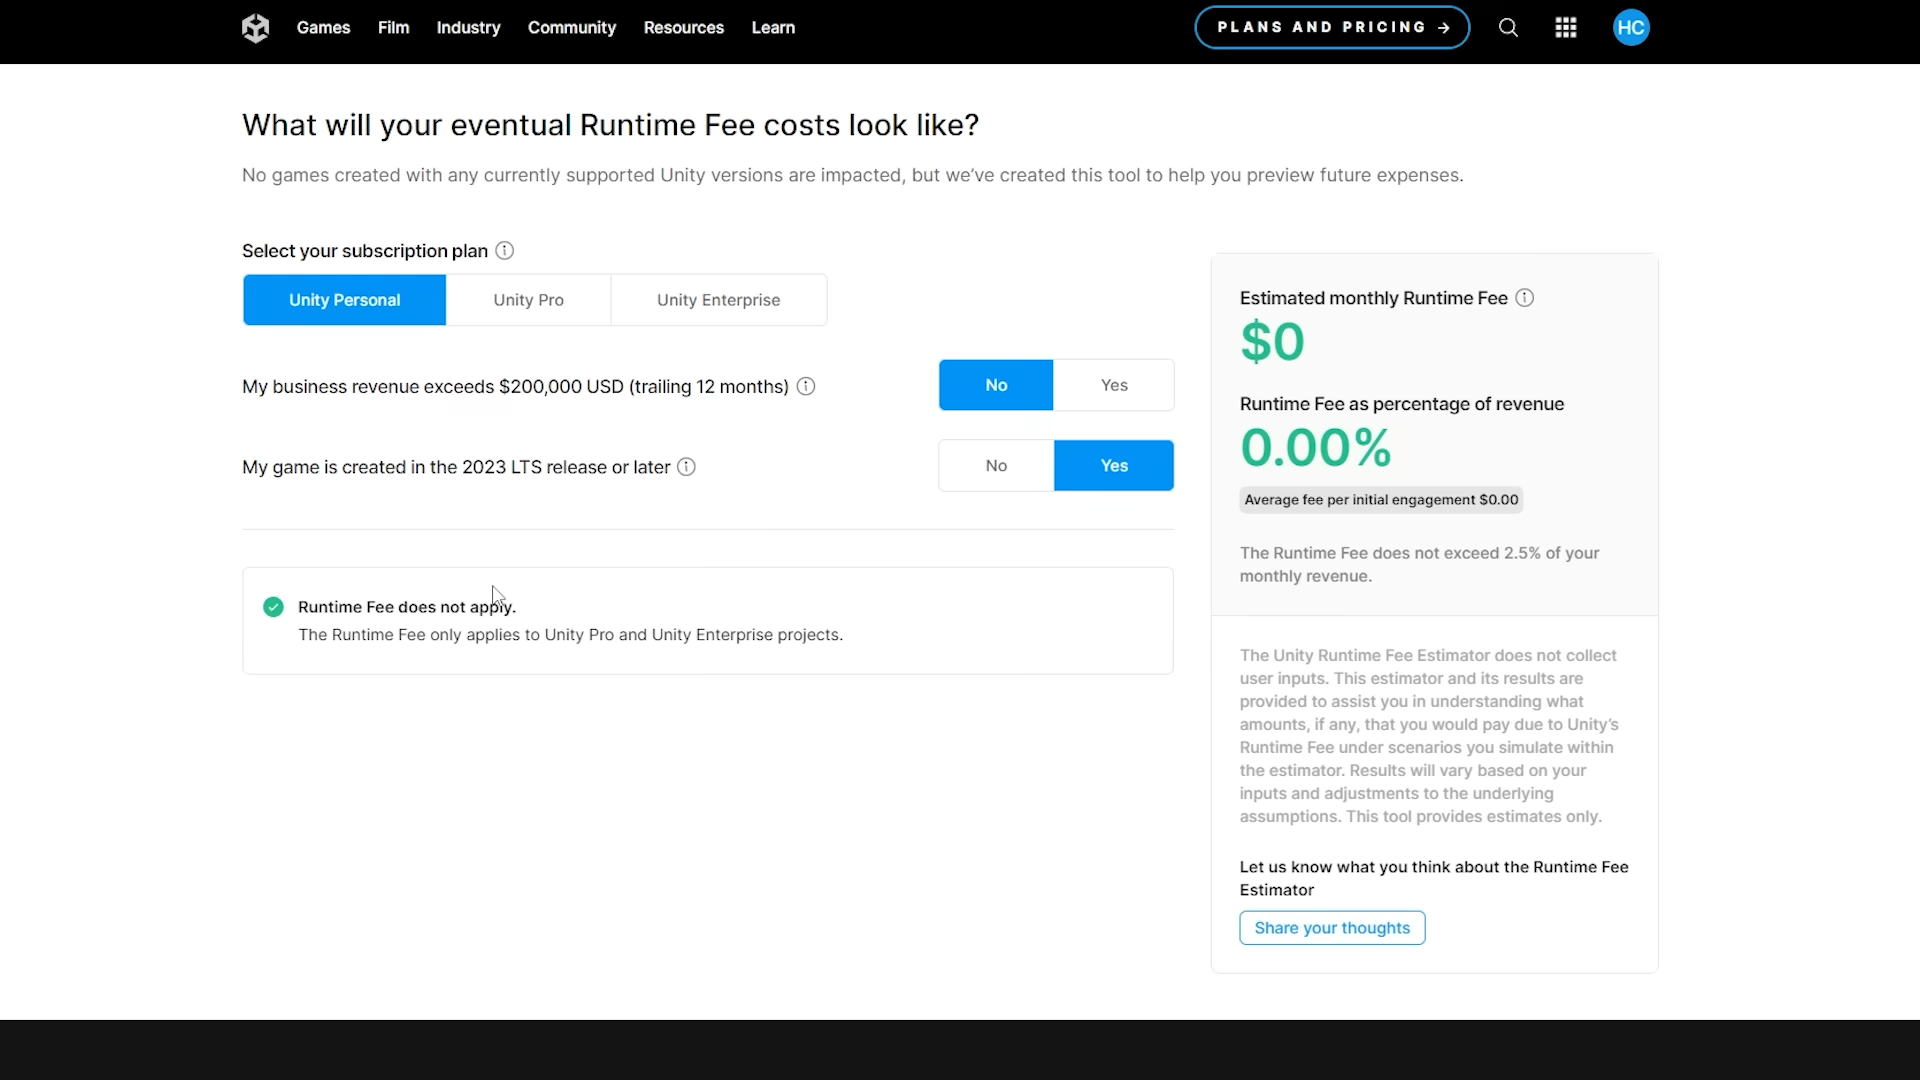 Games Film Industry Community Resources Learn PLANS AND PRICING → HC
What will your eventual Runtime Fee costs look like?
No games created with any currently supported Unity versions are impacted, but we’ve created this tool to help you preview future expenses.
Select your subscription plan
Unity Personal Unity Pro Unity Enterprise
My business revenue exceeds $200,000 USD (trailing 12 months) No Yes
My game is created in the 2023 LTS release or later No Yes
Runtime Fee does not apply.
The Runtime Fee only applies to Unity Pro and Unity Enterprise projects.
Estimated monthly Runtime Fee
$0
Runtime Fee as percentage of revenue
0.00%
Average fee per initial engagement $0.00
The Runtime Fee does not exceed 2.5% of your
monthly revenue.
The Unity Runtime Fee Estimator does not collect
user inputs. This estimator and its results are
provided to assist you in understanding what
amounts, if any, that you would pay due to Unity’s
Runtime Fee under scenarios you simulate within
the estimator. Results will vary based on your
inputs and adjustments to the underlying
assumptions. This tool provides estimates only.
Let us know what you think about the Runtime Fee
Estimator
Share your thoughts